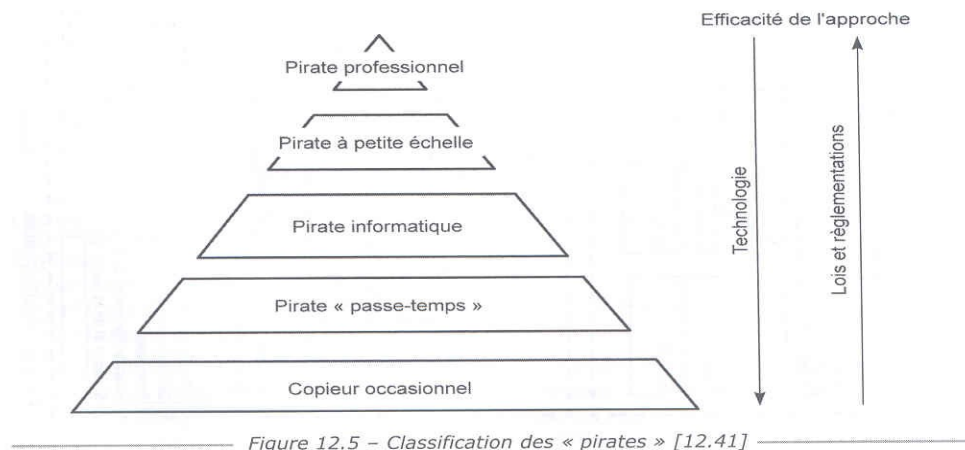 Efficacité de l'approche
Pirate professionnel
Pirate à petite échelle
Pirate informatique
Pirate « passe-temps »
Copieur occasionnel
Technologie
Lois et règlementations
Figure 12.5 – Classification des « pirates » [12.41]